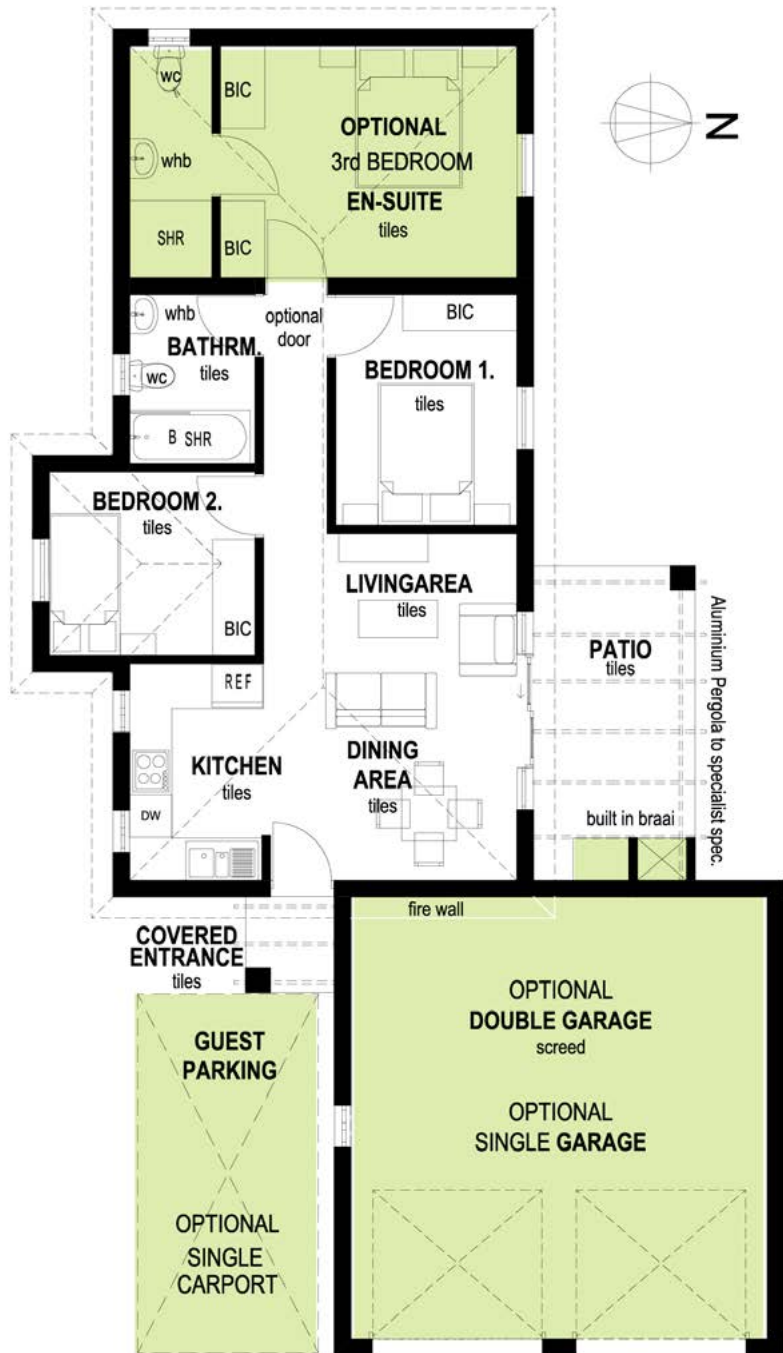 WC
BIC
OPTIONAL
3rd BEDROOM
EN-SUITE
tiles
whb
SHR
BIC
N
whb
optional
door
BIC
BATHRM.
tiles
BEDROOM 1.
tiles
WC
B SHR
BEDROOM 2.
tiles
BIC
LIVINGAREA
tiles
PATIO
tiles
Aluminium Pergola to specialist spec.
REF
KITCHEN
tiles
DINING
AREA
tiles
DW
built in braai
fire wall
COVERED
ENTRANCE
tiles
GUEST
PARKING
OPTIONAL
SINGLE
CARPORT
OPTIONAL
DOUBLE GARAGE
screed
OPTIONAL
SINGLE GARAGE